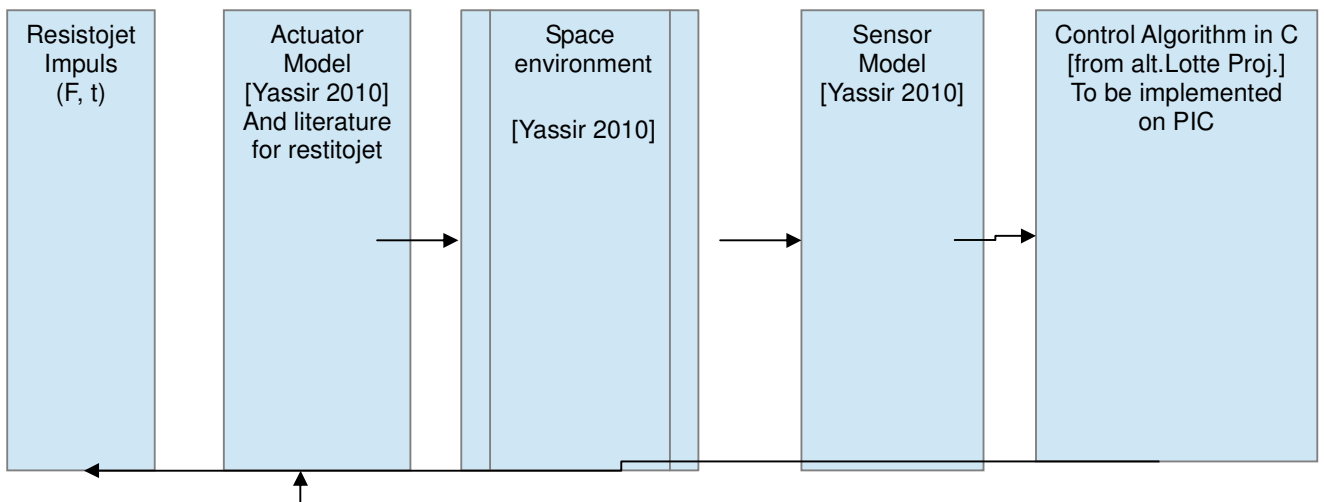 Resistojet
Impuls
(F, t)
Actuator
Model
[Yassir 2010]
And literature
for restitojet
Space
environment
[Yassir 2010]
Sensor
Model
[Yassir 2010]
Control Algorithm in C
[from alt.Lotte Proj.]
To be implemented
on PIC